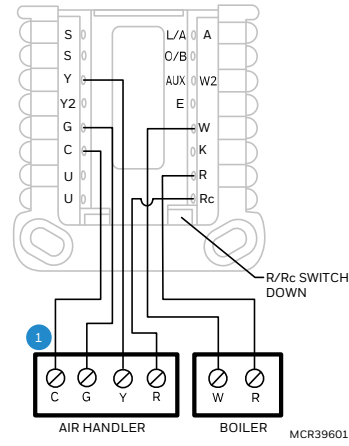 S L/A A
S O/B
Y AUX W2
Y2 E
G W
C K
U R
U Rc
R/Rc SWITCH
DOWN
1
C G Y R W R
AIR HANDLER BOILER
MCR39601